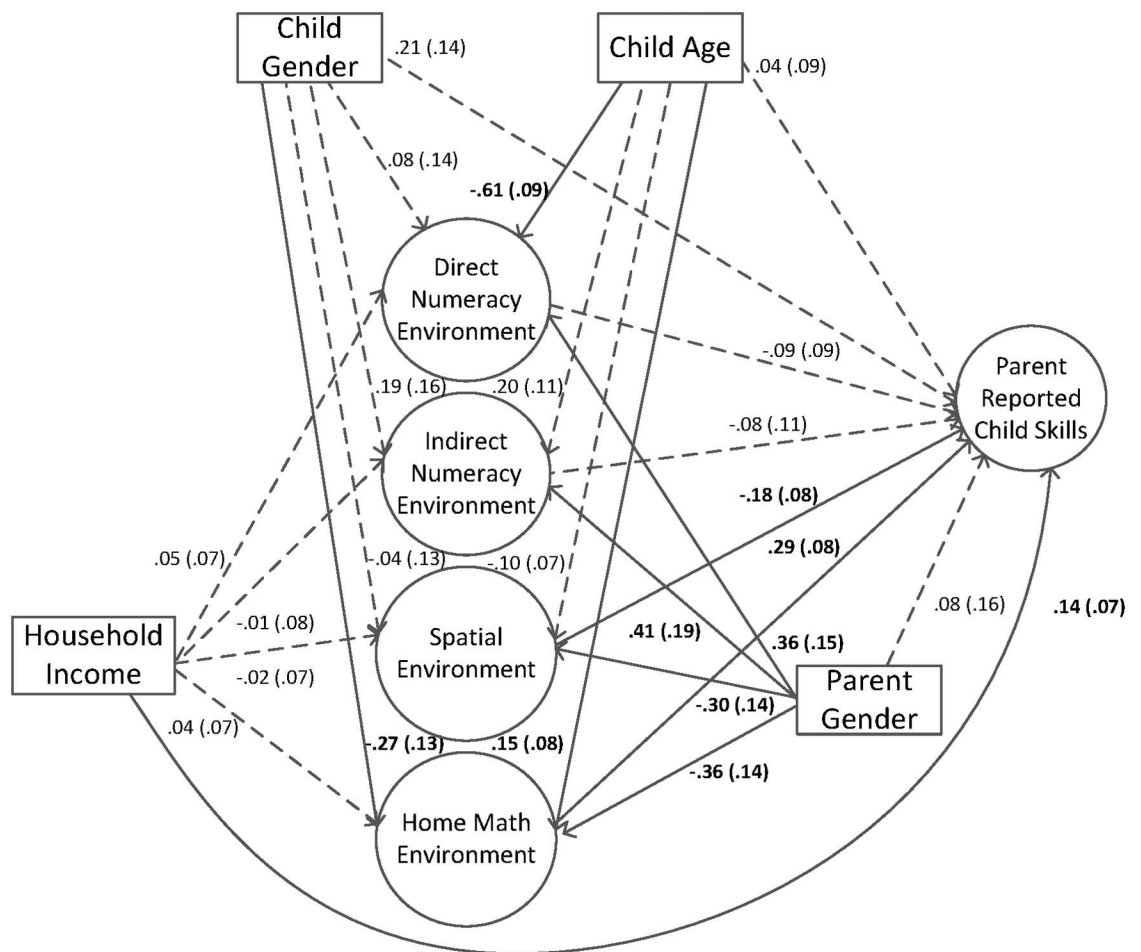 Child
Gender
.21 (.14)
Child Age
.04 (.09)
.08 (.14)
-.61 (.09)
Direct
Numeracy
Environment
-.09 (.09)
Parent
Reported
Child Skills
.19 (.16)
.20 (.11)
Indirect
Numeracy
Environment
-.08 (.11)
-.18 (.08)
.29 (.08)
.05 (.07)
-.04 (.13)
-.10 (.07)
.08 (.16)
.14 (.07)
Household
Income
-.01 (.08)
-.02 (.07)
Spatial
Environment
.41 (.19)
.36 (.15)
Parent
Gender
-.30 (.14)
.04 (.07)
-.27 (.13)
.15 (.08)
-.36 (.14)
Home Math
Environment